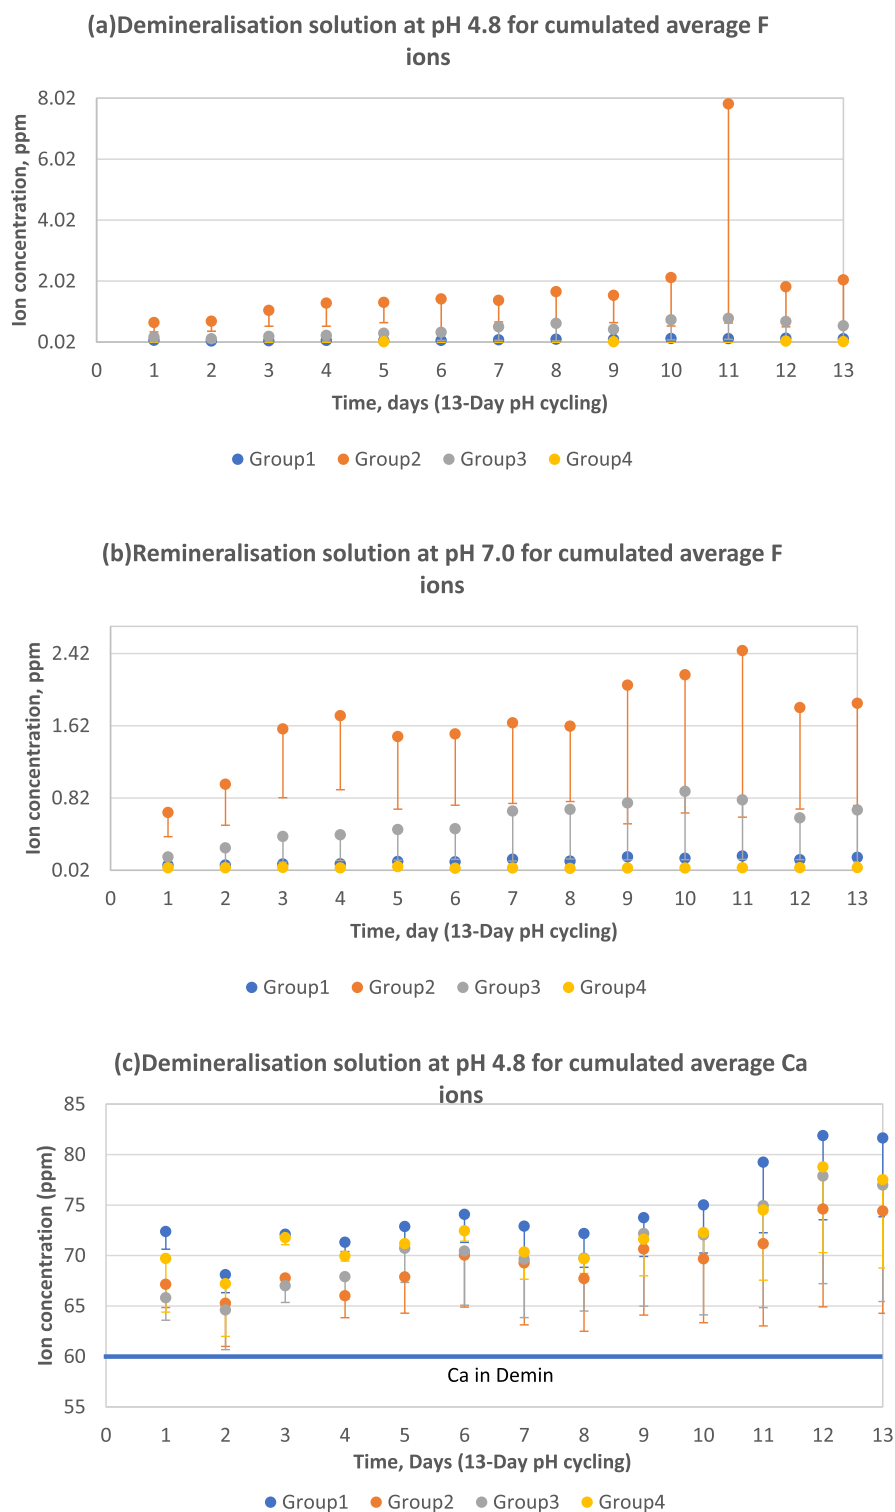 (a)Demineralisation solution at pH 4.8 for cumulated average F
ions
Ion concentration, ppm
8.02
6.02
4.02
2.02
0.02
0 1 2 3 4 5 6 7 8 9 10 11 12 13
Time, days (13-Day pH cycling)
Group1 Group2 Group3 Group4
(b)Remineralisation solution at pH 7.0 for cumulated average F
ions
Ion concentration, ppm
2.42
1.62
0.82
0.02
0 1 2 3 4 5 6 7 8 9 10 11 12 13
Time, day (13-Day pH cycling)
Group1 Group2 Group3 Group4
(c)Demineralisation solution at pH 4.8 for cumulated average Ca
ions
Ion concentration (ppm)
85
80
75
70
65
60
55
Ca in Demin
0 1 2 3 4 5 6 7 8 9 10 11 12 13
Time, Days (13-Day pH cycling)
Group1 Group2 Group3 Group4